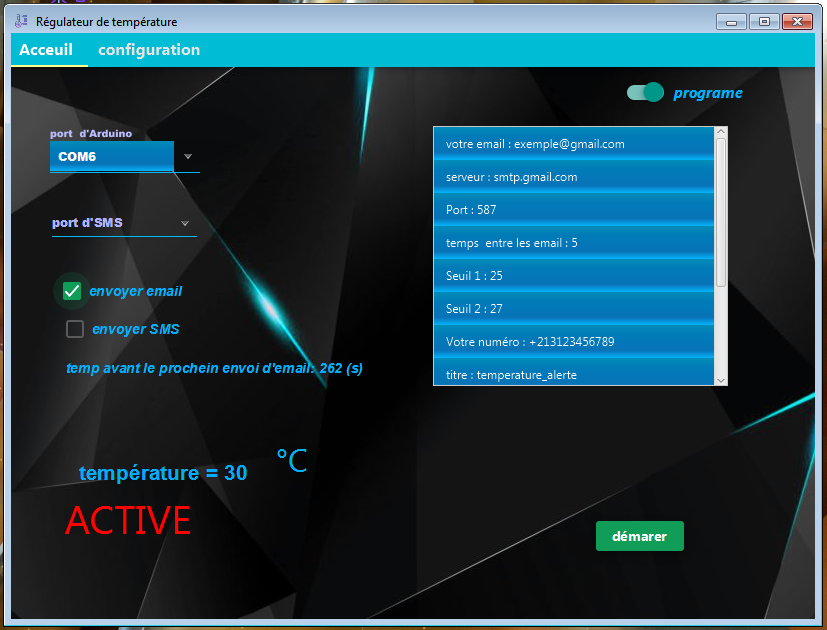 Régulateur de température
Acceuil configuration
programe
port d'Arduino
COM6
port d'SMS
envoyer email
envoyer SMS
temp avant le prochein envoi d'email: 262 (s)
température = 30 °C
ACTIVE
votre email : exemple@gmail.com
serveur : smtp.gmail.com
Port : 587
temps entre les email : 5
Seuil 1 : 25
Seuil 2 : 27
Votre numéro : +213123456789
titre : temperature_alerte
démarer